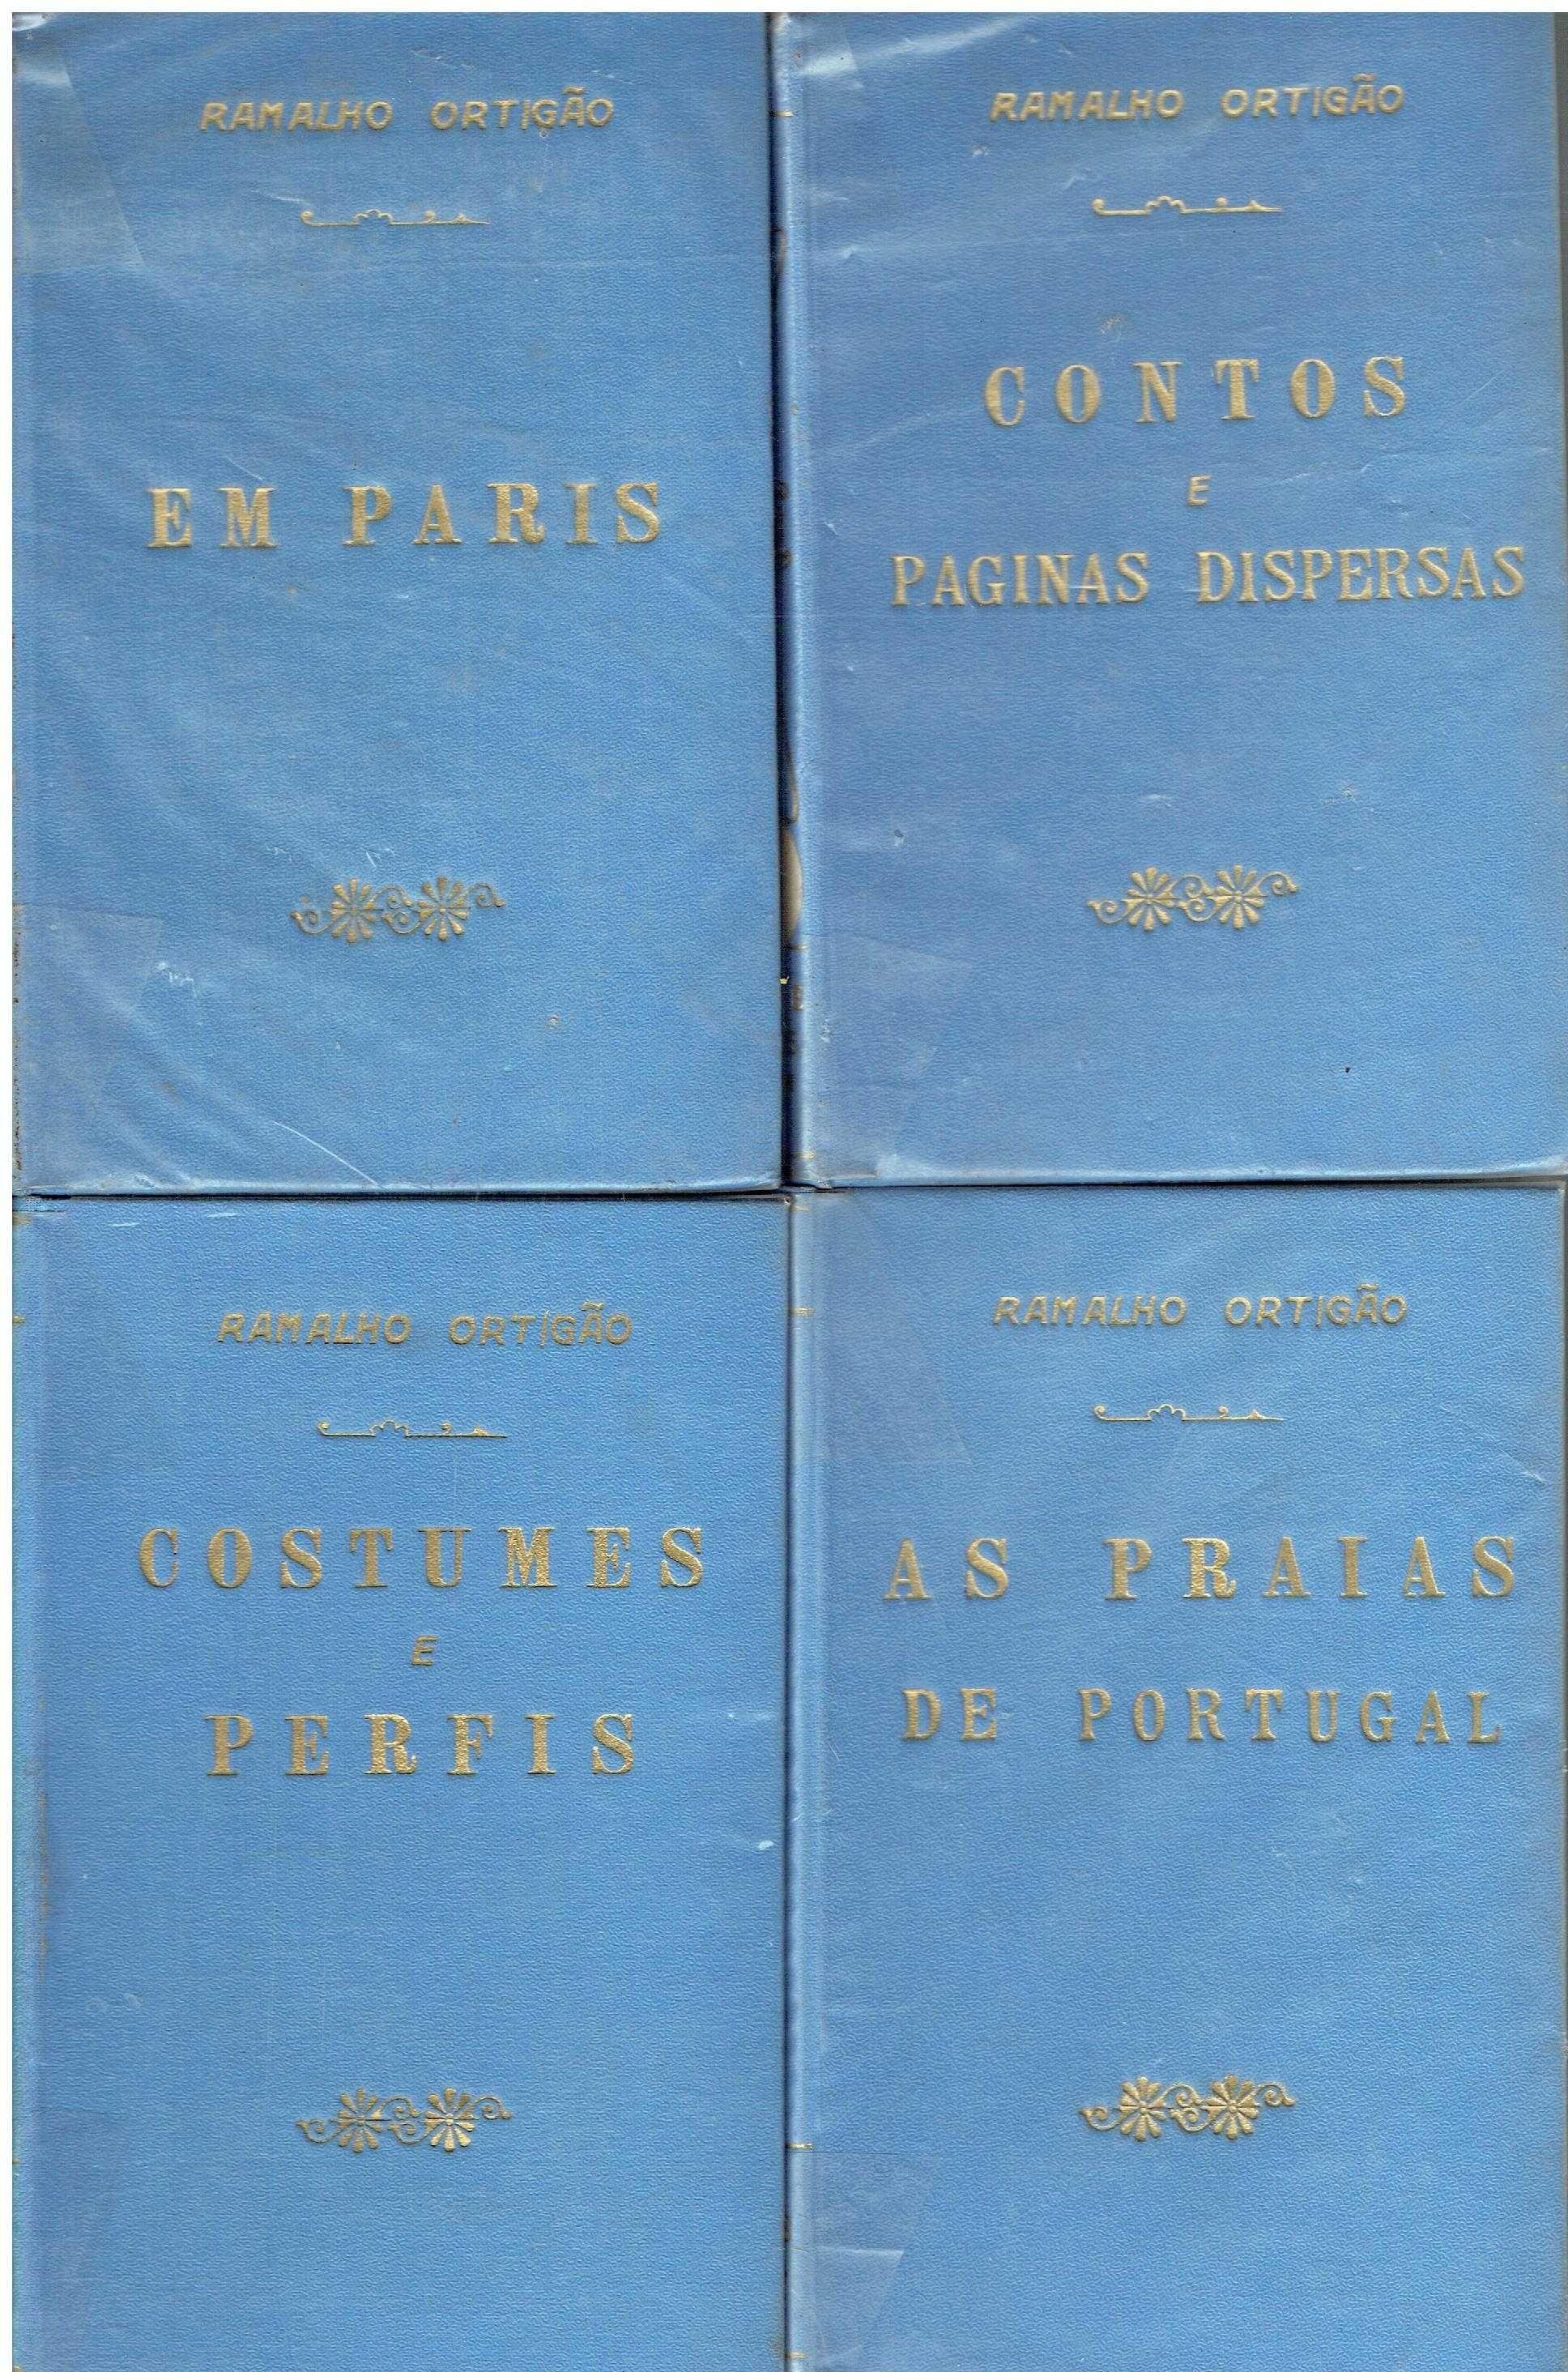 RAMALHO ORTIGÃO
EM PARIS
RAMALHO ORTIGÃO
CONTOS
E
PAGINAS DISPERSAS
RAMALHO ORTIGÃO
COSTUMES
E
PERFIS
RAMALHO ORTIGÃO
AS PRAIAS
DE PORTUGAL